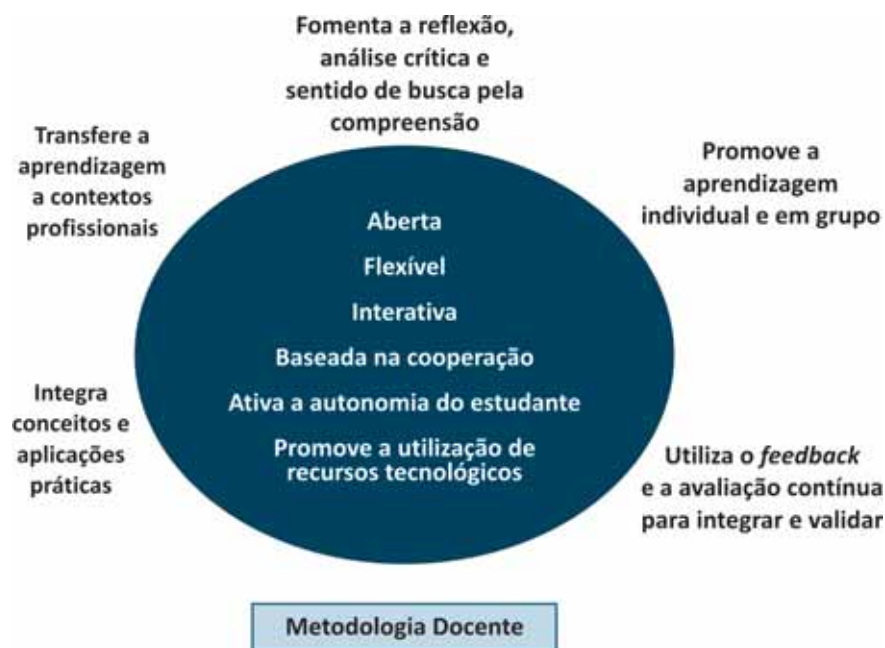 Fomenta a reflexão,
análise crítica e
sentido de busca pela
compreensão
Transfere a
aprendizagem
a contextos
profissionais
Promove a
aprendizagem
individual e em grupo
Aberta
Flexível
Interativa
Baseada na cooperação
Ativa a autonomia do estudante
Promove a utilização de
recursos tecnológicos
Integra
conceitos e
aplicações
práticas
Utiliza o feedback
e a avaliação contínua
para integrar e validar
Metodologia Docente